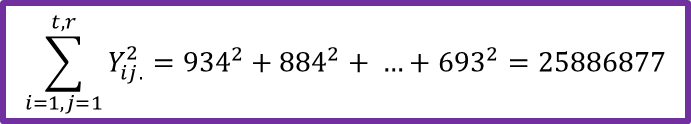 t,r
∑ Y²ij. = 934² + 884² + ... + 693² = 25886877
i=1,j=1